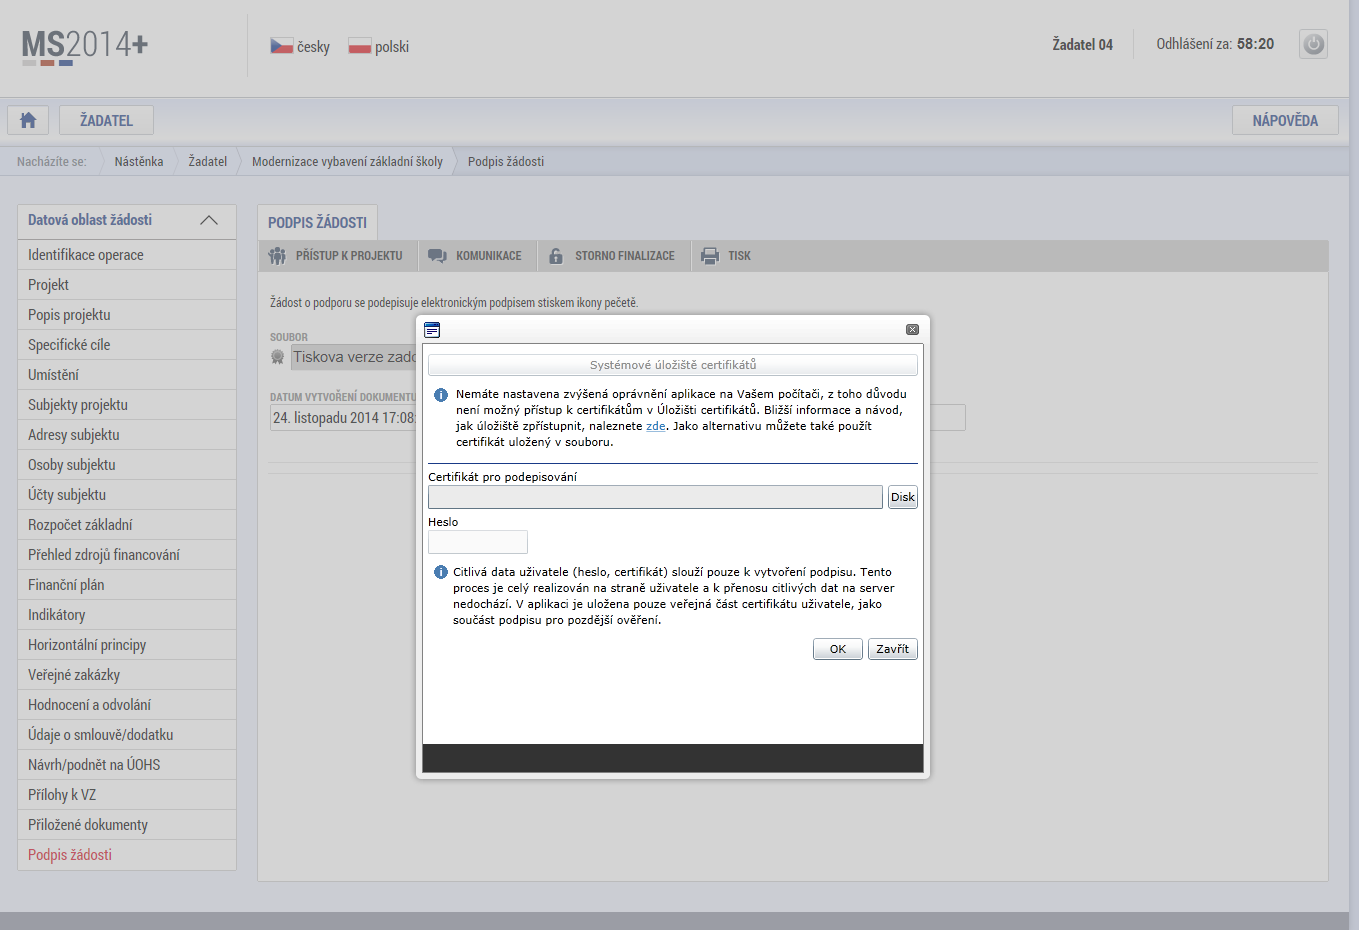 MS2014+
česky
polski
Žadatel 04
Odhlášení za: 58:20
ŽADATEL
NÁPOVĚDA
Nacházíte se:
Nástěnka
Žadatel
Modernizace vybavení základní školy
Podpis žádosti
Datová oblast žádosti
Identifikace operace
Projekt
Popis projektu
Specifické cíle
Umístění
Subjekty projektu
Adresy subjektu
Osoby subjektu
Účty subjektu
Rozpočet základní
Přehled zdrojů financování
Finanční plán
Indikátory
Horizontální principy
Veřejné zakázky
Hodnocení a odvolání
Údaje o smlouvě/dodatku
Návrh/podnět na ÚOHS
Přílohy k VZ
Přiložené dokumenty
Podpis žádosti
PODPIS ŽÁDOSTI
PŘÍSTUP K PROJEKTU
KOMUNIKACE
STORNO FINALIZACE
TISK
Žádost o podporu se podepisuje elektronickým podpisem stiskem ikony pečetě.
SOUBOR
Tiskova verze zado
DATUM VYTVOŘENÍ DOKUMENTU
24. listopadu 2014 17:08:
Systémové úložiště certifikátů
Nemáte nastavena zvýšená oprávnění aplikace na Vašem počítači, z toho důvodu
není možný přístup k certifikátům v Úložišti certifikátů. Bližší informace a návod,
jak úložiště zpřístupnit, naleznete zde. Jako alternativu můžete také použít
certifikát uložený v souboru.
Certifikát pro podepisování
Disk
Heslo
Citlivá data uživatele (heslo, certifikát) slouží pouze k vytvoření podpisu. Tento
proces je celý realizován na straně uživatele a k přenosu citlivých dat na server
nedochází. V aplikaci je uložena pouze veřejná část certifikátu uživatele, jako
součást podpisu pro pozdější ověření.
OK
Zavřít